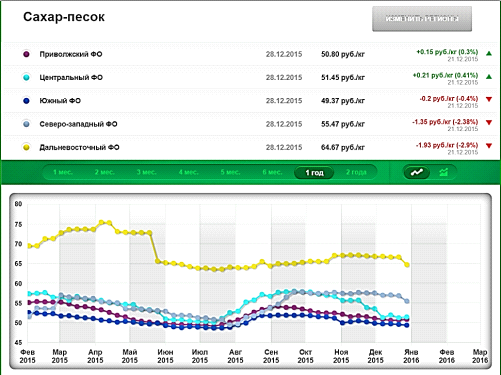 Сахар-песок
ИЗМЕНИТЬ РЕГИОНЫ
Приволжский ФО 28.12.2015 50.80 руб./кг +0.15 руб./кг (0.3%)
21.12.2015
Центральный ФО 28.12.2015 51.45 руб./кг +0.21 руб./кг (0.41%)
21.12.2015
Южный ФО 28.12.2015 49.37 руб./кг -0.2 руб./кг (-0.4%)
21.12.2015
Северо-западный ФО 28.12.2015 55.47 руб./кг -1.35 руб./кг (-2.38%)
21.12.2015
Дальневосточный ФО 28.12.2015 64.67 руб./кг -1.93 руб./кг (-2.9%)
21.12.2015
1 мес. 2 мес. 3 мес. 4 мес. 5 мес. 6 мес. 1 год 2 года
80
75
70
65
60
55
50
45
Фев Мар Апр Май Июн Июл Авг Сен Окт Ноя Дек Янв Фев Мар
2015 2015 2015 2015 2015 2015 2015 2015 2015 2015 2015 2016 2016 2016